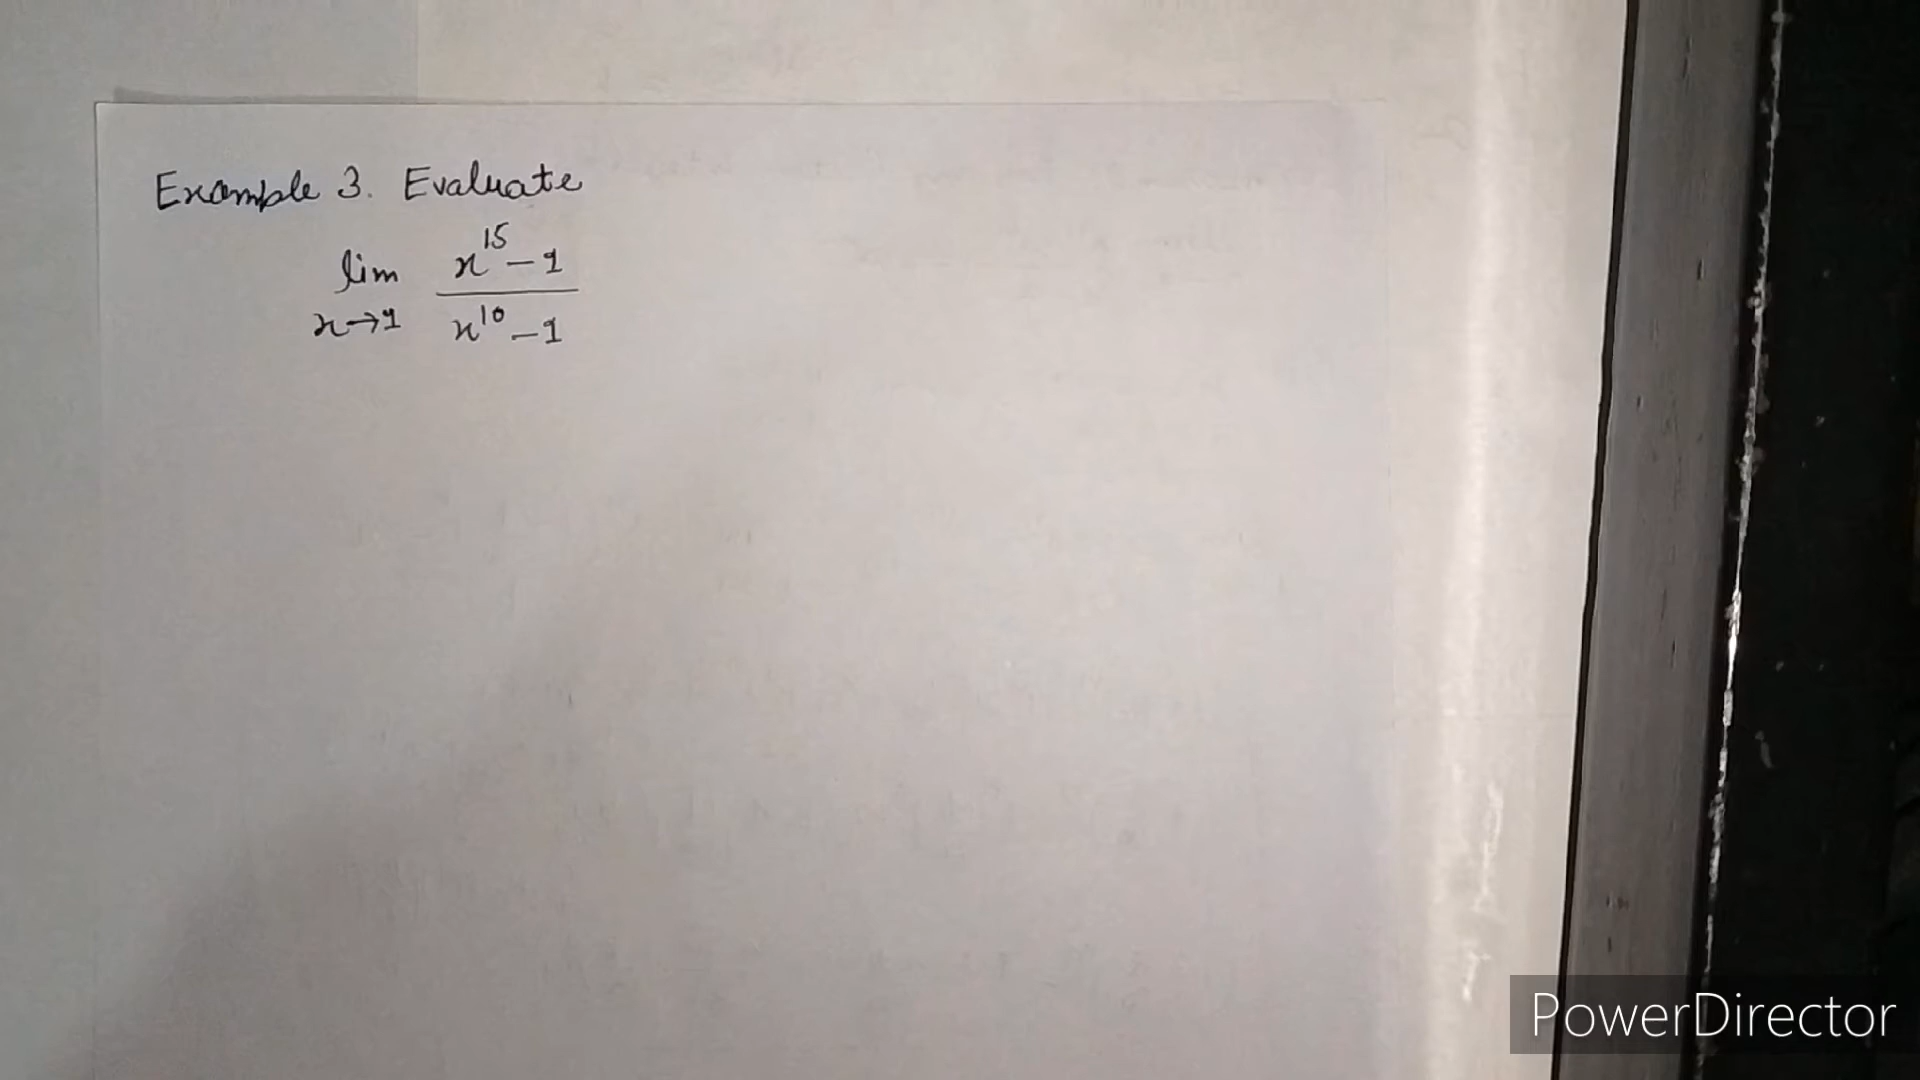 Example 3. Evaluate
lim x→1 (x^15 − 1)/(x^10 − 1)
PowerDirector